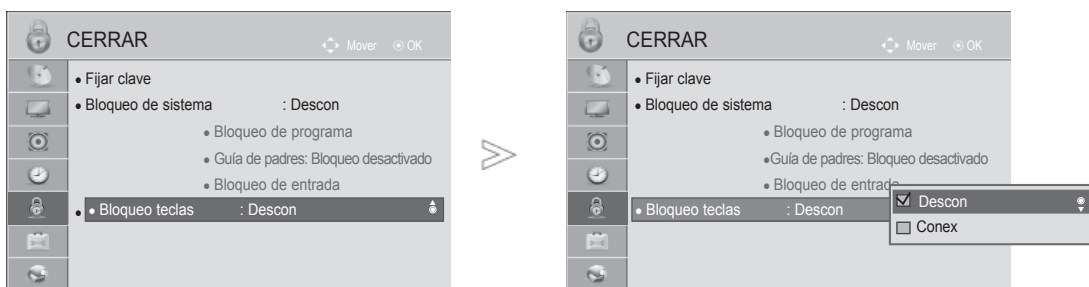 CERRAR
Mover OK
• Fijar clave
• Bloqueo de sistema : Descon
• Bloqueo de programa
• Guía de padres: Bloqueo desactivado
• Bloqueo de entrada
• • Bloqueo teclas : Descon
CERRAR
Mover OK
• Fijar clave
• Bloqueo de sistema : Descon
• Bloqueo de programa
•Guía de padres: Bloqueo desactivado
• Bloqueo de entrada
• Bloqueo teclas : Descon
Descon
Conex